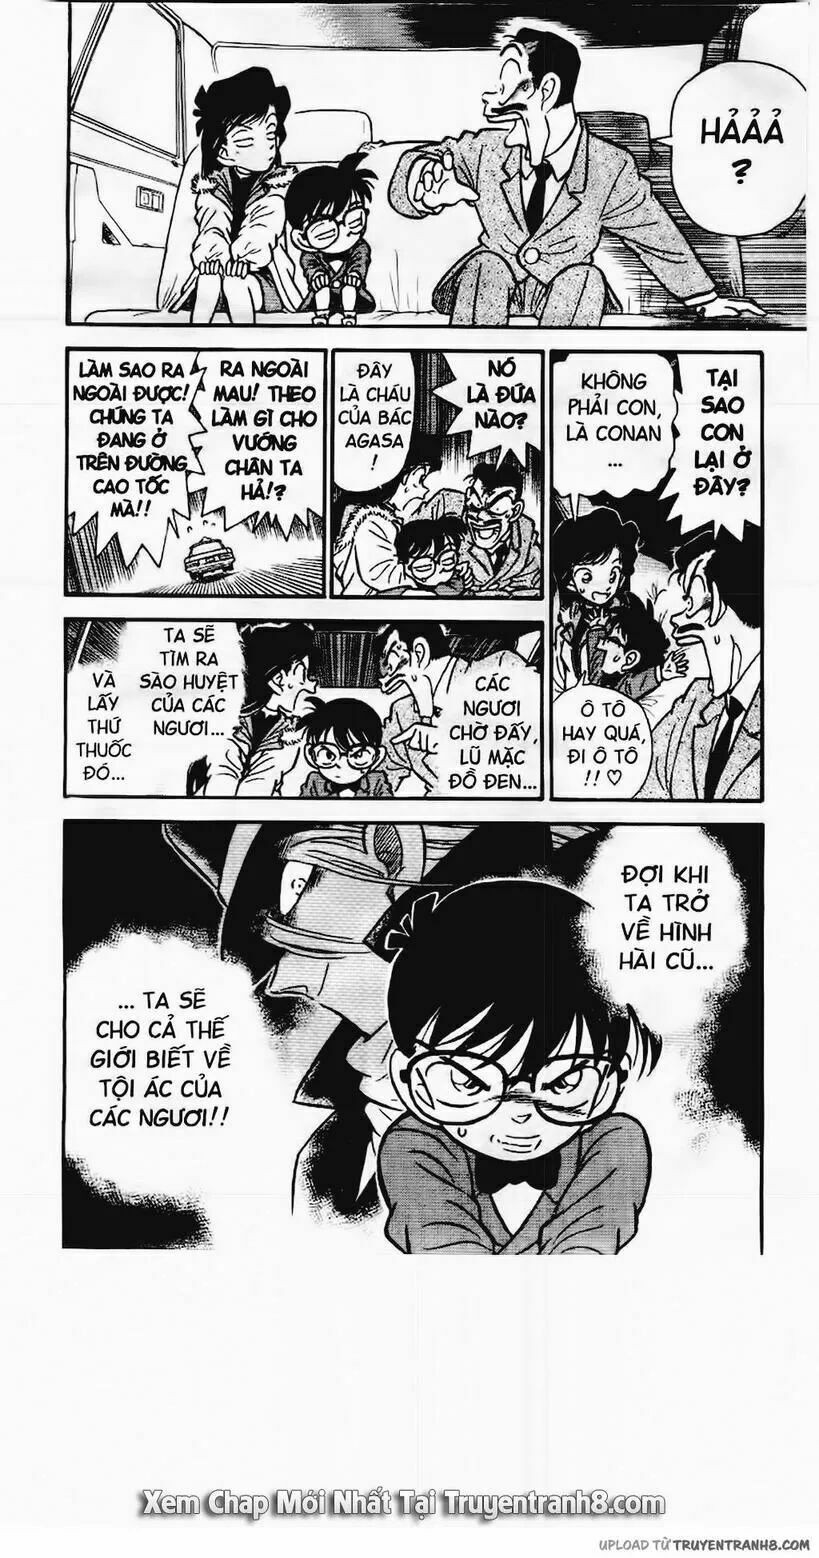 HẢẢẢ
?
TẠI
SAO
CON
LẠI Ở
ĐÂY?
KHÔNG
PHẢI CON,
LÀ CONAN
...
Ô TÔ
HAY QUÁ,
ĐI Ô TÔ
!! ♡
NÓ
LÀ ĐỨA
NÀO?
ĐÂY
LÀ CHÁU
CỦA BÁC
AGASA
!
RA NGOÀI
MAU! THEO
LÀM GÌ CHO
VƯỚNG
CHÂN TA
HẢ!?
LÀM SAO RA
NGOÀI ĐƯỢC!
CHÚNG TA
ĐANG Ở
TRÊN ĐƯỜNG
CAO TỐC
MÀ!!
CÁC
NGƯƠI
CHỜ ĐẤY,
LŨ MẶC
ĐỒ ĐEN...
TA SẼ
TÌM RA
SÀO HUYỆT
CỦA CÁC
NGƯƠI...
VÀ
LẤY
THỨ
THUỐC
ĐÓ...
ĐỢI KHI
TA TRỞ
VỀ HÌNH
HÀI CŨ...
... TA SẼ
CHO CẢ THẾ
GIỚI BIẾT VỀ
TỘI ÁC CỦA
CÁC NGƯƠI!!
Xem Chap Mới Nhất Tại Truyentranh8.com
UPLOAD TỪ TRUYENTRANH8.COM